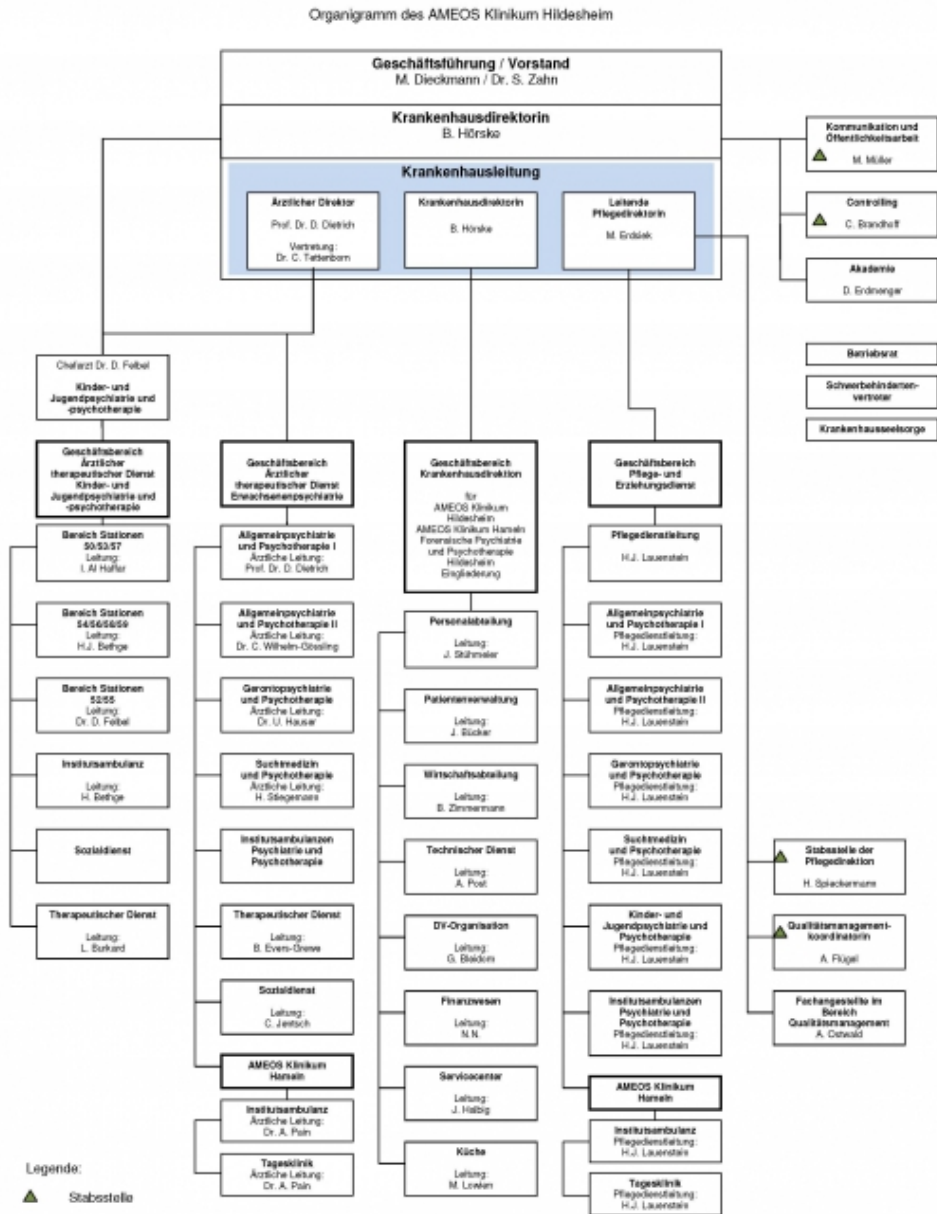 Organigramm des AMEOS Klinikum Hildesheim
Geschäftsführung / Vorstand
M. Dieckmann / Dr. S. Zahn
Krankenhausdirektorin
B. Hörske
Krankenhausleitung
Ärztlicher Direktor
Prof. Dr. D. Dietrich
Vertretung:
Dr. C. Tettenborn
Krankenhausdirektorin
B. Hörske
Leitende
Pflegedirektorin
M. Erdsiek
Kommunikation und
Öffentlichkeitsarbeit
M. Müller
Controlling
C. Brandhoff
Akademie
D. Erdmenger
Betriebsrat
Schwerbehinderten-
vertreter
Krankenhausseelsorge
Chefarzt Dr. D. Felbel
Kinder- und
Jugendpsychiatrie und
-psychotherapie
Geschäftsbereich
Ärztlicher
therapeutischer Dienst
Kinder- und
Jugendpsychiatrie und
-psychotherapie
Bereich Stationen
50/53/57
Leitung:
I. Al Haffar
Bereich Stationen
54/56/58/59
Leitung:
H.J. Bethge
Bereich Stationen
52/55
Leitung:
Dr. D. Felbel
Institutsambulanz
Leitung:
H. Bethge
Sozialdienst
Therapeutischer Dienst
Leitung:
L. Burkard
Geschäftsbereich
Ärztlicher
therapeutischer Dienst
Erwachsenenpsychiatrie
Allgemeinpsychiatrie
und Psychotherapie I
Ärztliche Leitung:
Prof. Dr. D. Dietrich
Allgemeinpsychiatrie
und Psychotherapie II
Ärztliche Leitung:
Dr. C. Wilhelm-Gössling
Gerontopsychiatrie
und Psychotherapie
Ärztliche Leitung:
Dr. U. Hauser
Suchtmedizin
und Psychotherapie
Ärztliche Leitung:
H. Stiegemann
Institutsambulanzen
Psychiatrie und
Psychotherapie
Therapeutischer Dienst
Leitung:
B. Evers-Grewe
Sozialdienst
Leitung:
C. Jentsch
AMEOS Klinikum
Hameln
Institutsambulanz
Ärztliche Leitung:
Dr. A. Pain
Tagesklinik
Ärztliche Leitung:
Dr. A. Pain
Geschäftsbereich
Krankenhausdirektion
für
AMEOS Klinikum
Hildesheim
AMEOS Klinikum Hameln
Forensische Psychiatrie
und Psychotherapie
Hildesheim
Eingliederung
Personalabteilung
Leitung:
J. Stühmeier
Patientenverwaltung
Leitung:
J. Bücker
Wirtschaftsabteilung
Leitung:
B. Zimmermann
Technischer Dienst
Leitung:
A. Post
DV-Organisation
Leitung:
G. Bleidorn
Finanzwesen
Leitung:
N.N.
Servicecenter
Leitung:
J. Halbig
Küche
Leitung:
M. Lowien
Geschäftsbereich
Pflege- und
Erziehungsdienst
Pflegedienstleitung
H.J. Lauenstein
Allgemeinpsychiatrie
und Psychotherapie I
Pflegedienstleitung:
H.J. Lauenstein
Allgemeinpsychiatrie
und Psychotherapie II
Pflegedienstleitung:
H.J. Lauenstein
Gerontopsychiatrie
und Psychotherapie
Pflegedienstleitung:
H.J. Lauenstein
Suchtmedizin
und Psychotherapie
Pflegedienstleitung:
H.J. Lauenstein
Kinder- und
Jugendpsychiatrie und
Psychotherapie
Pflegedienstleitung:
H.J. Lauenstein
Institutsambulanzen
Psychiatrie und
Psychotherapie
Pflegedienstleitung:
H.J. Lauenstein
AMEOS Klinikum
Hameln
Institutsambulanz
Pflegedienstleitung:
H.J. Lauenstein
Tagesklinik
Pflegedienstleitung:
H.J. Lauenstein
Stabsstelle der
Pflegedirektion
H. Spieckermann
Qualitätsmanagement-
koordinatorin
A. Flügel
Fachangestellte im
Bereich
Qualitätsmanagement
A. Ostwald
Legende:
Stabsstelle